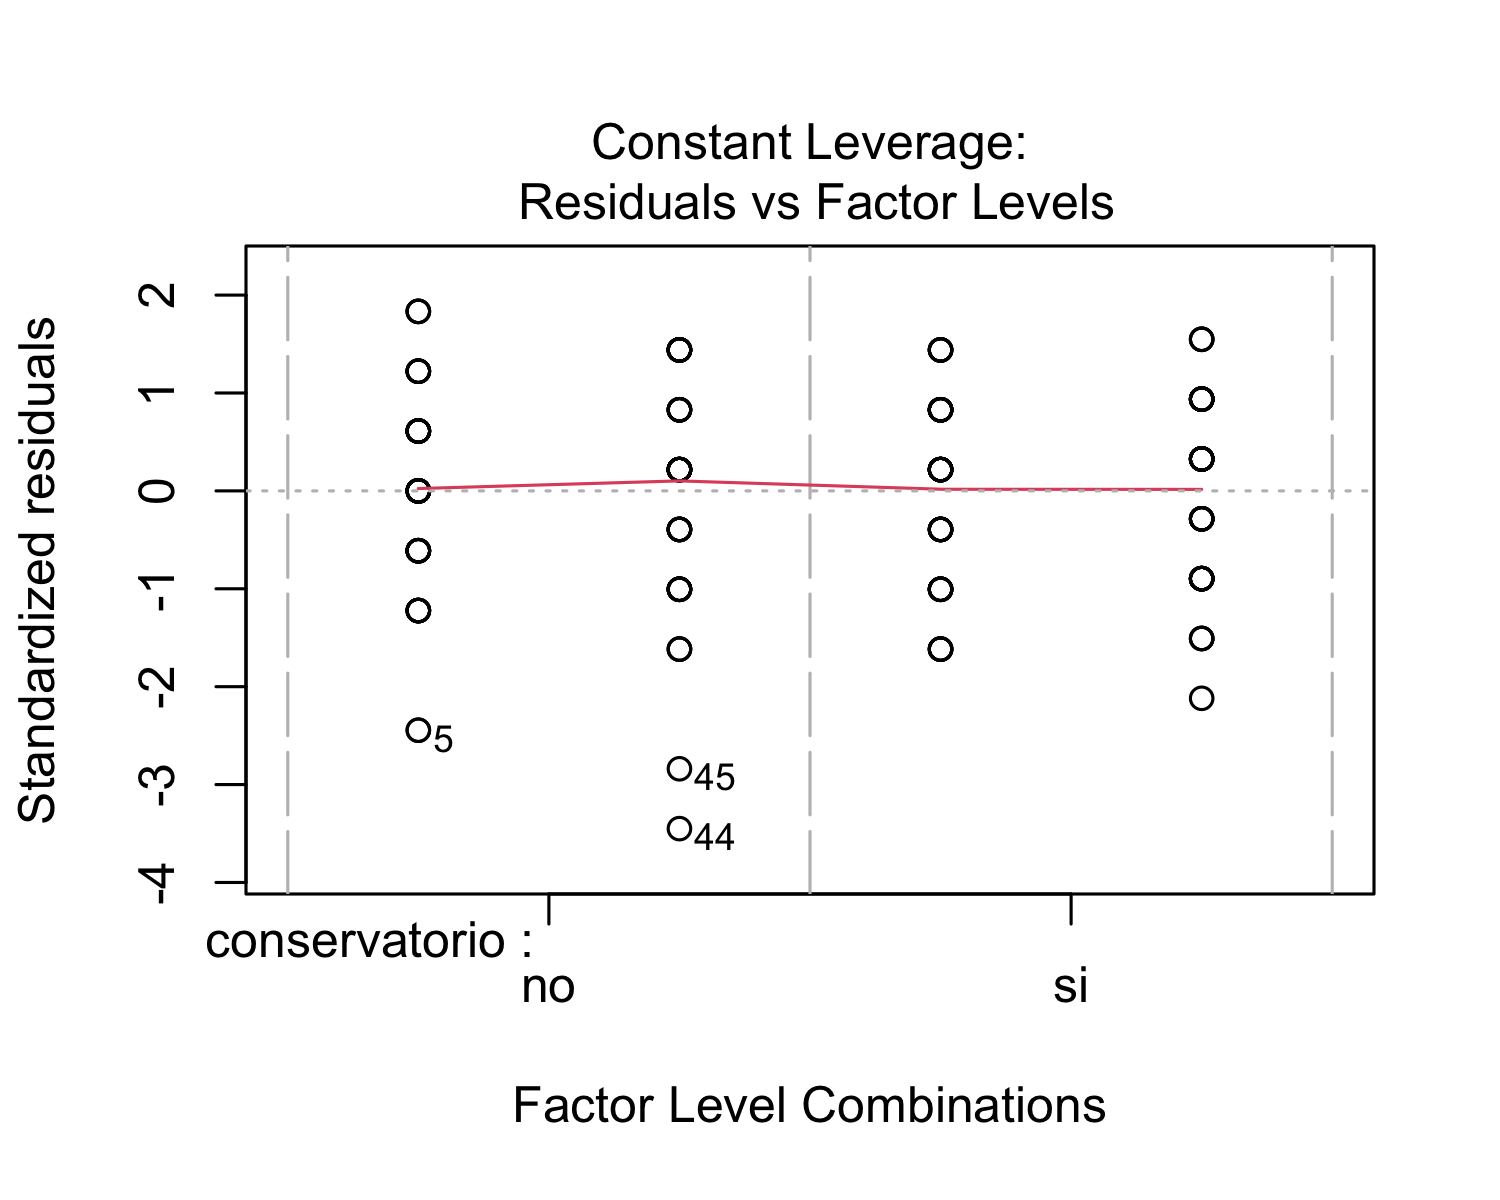 Constant Leverage:
Residuals vs Factor Levels
Standardized residuals
2
1
0
-1
-2
-3
-4
5
45
44
conservatorio :
no si
Factor Level Combinations